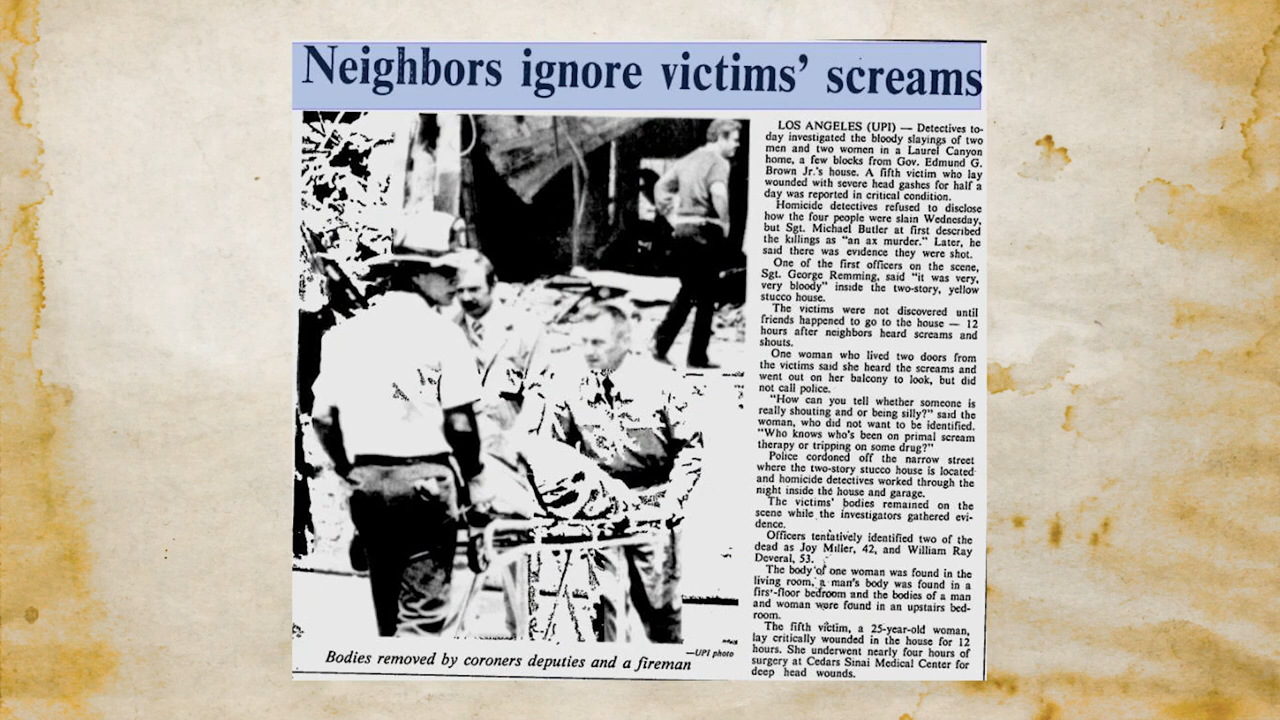 Neighbors ignore victims' screams
LOS ANGELES (UPI) — Detectives to-
day investigated the bloody slayings of two
men and two women in a Laurel Canyon
home, a few blocks from Gov. Edmund G.
Brown Jr.'s house. A fifth victim who lay
wounded with severe head gashes for half a
day was reported in critical condition.
Homicide detectives refused to disclose
how the four people were slain Wednesday,
but Sgt. Michael Butler at first described
the killings as "an ax murder." Later, he
said there was evidence they were shot.
One of the first officers on the scene,
Sgt. George Remming, said "it was very,
very bloody" inside the two-story, yellow
stucco house.
The victims were not discovered until
friends happened to go to the house — 12
hours after neighbors heard screams and
shouts.
One woman who lived two doors from
the victims said she heard the screams and
went out on her balcony to look, but did
not call police.
"How can you tell whether someone is
really shouting and or being silly?" said the
woman, who did not want to be identified.
"Who knows who's been on primal scream
therapy or tripping on some drug?"
Police cordoned off the narrow street
where the two-story stucco house is located
and homicide detectives worked through the
night inside the house and garage.
The victims' bodies remained on the
scene while the investigators gathered evi-
dence.
Officers tentatively identified two of the
dead as Joy Miller, 42, and William Ray
Deveral, 53.
The body of one woman was found in the
living room, a man's body was found in a
first-floor bedroom and the bodies of a man
and woman were found in an upstairs bed-
room.
The fifth victim, a 25-year-old woman,
lay critically wounded in the house for 12
hours. She underwent nearly four hours of
surgery at Cedars Sinai Medical Center for
deep head wounds.
—UPI photo
Bodies removed by coroners deputies and a fireman